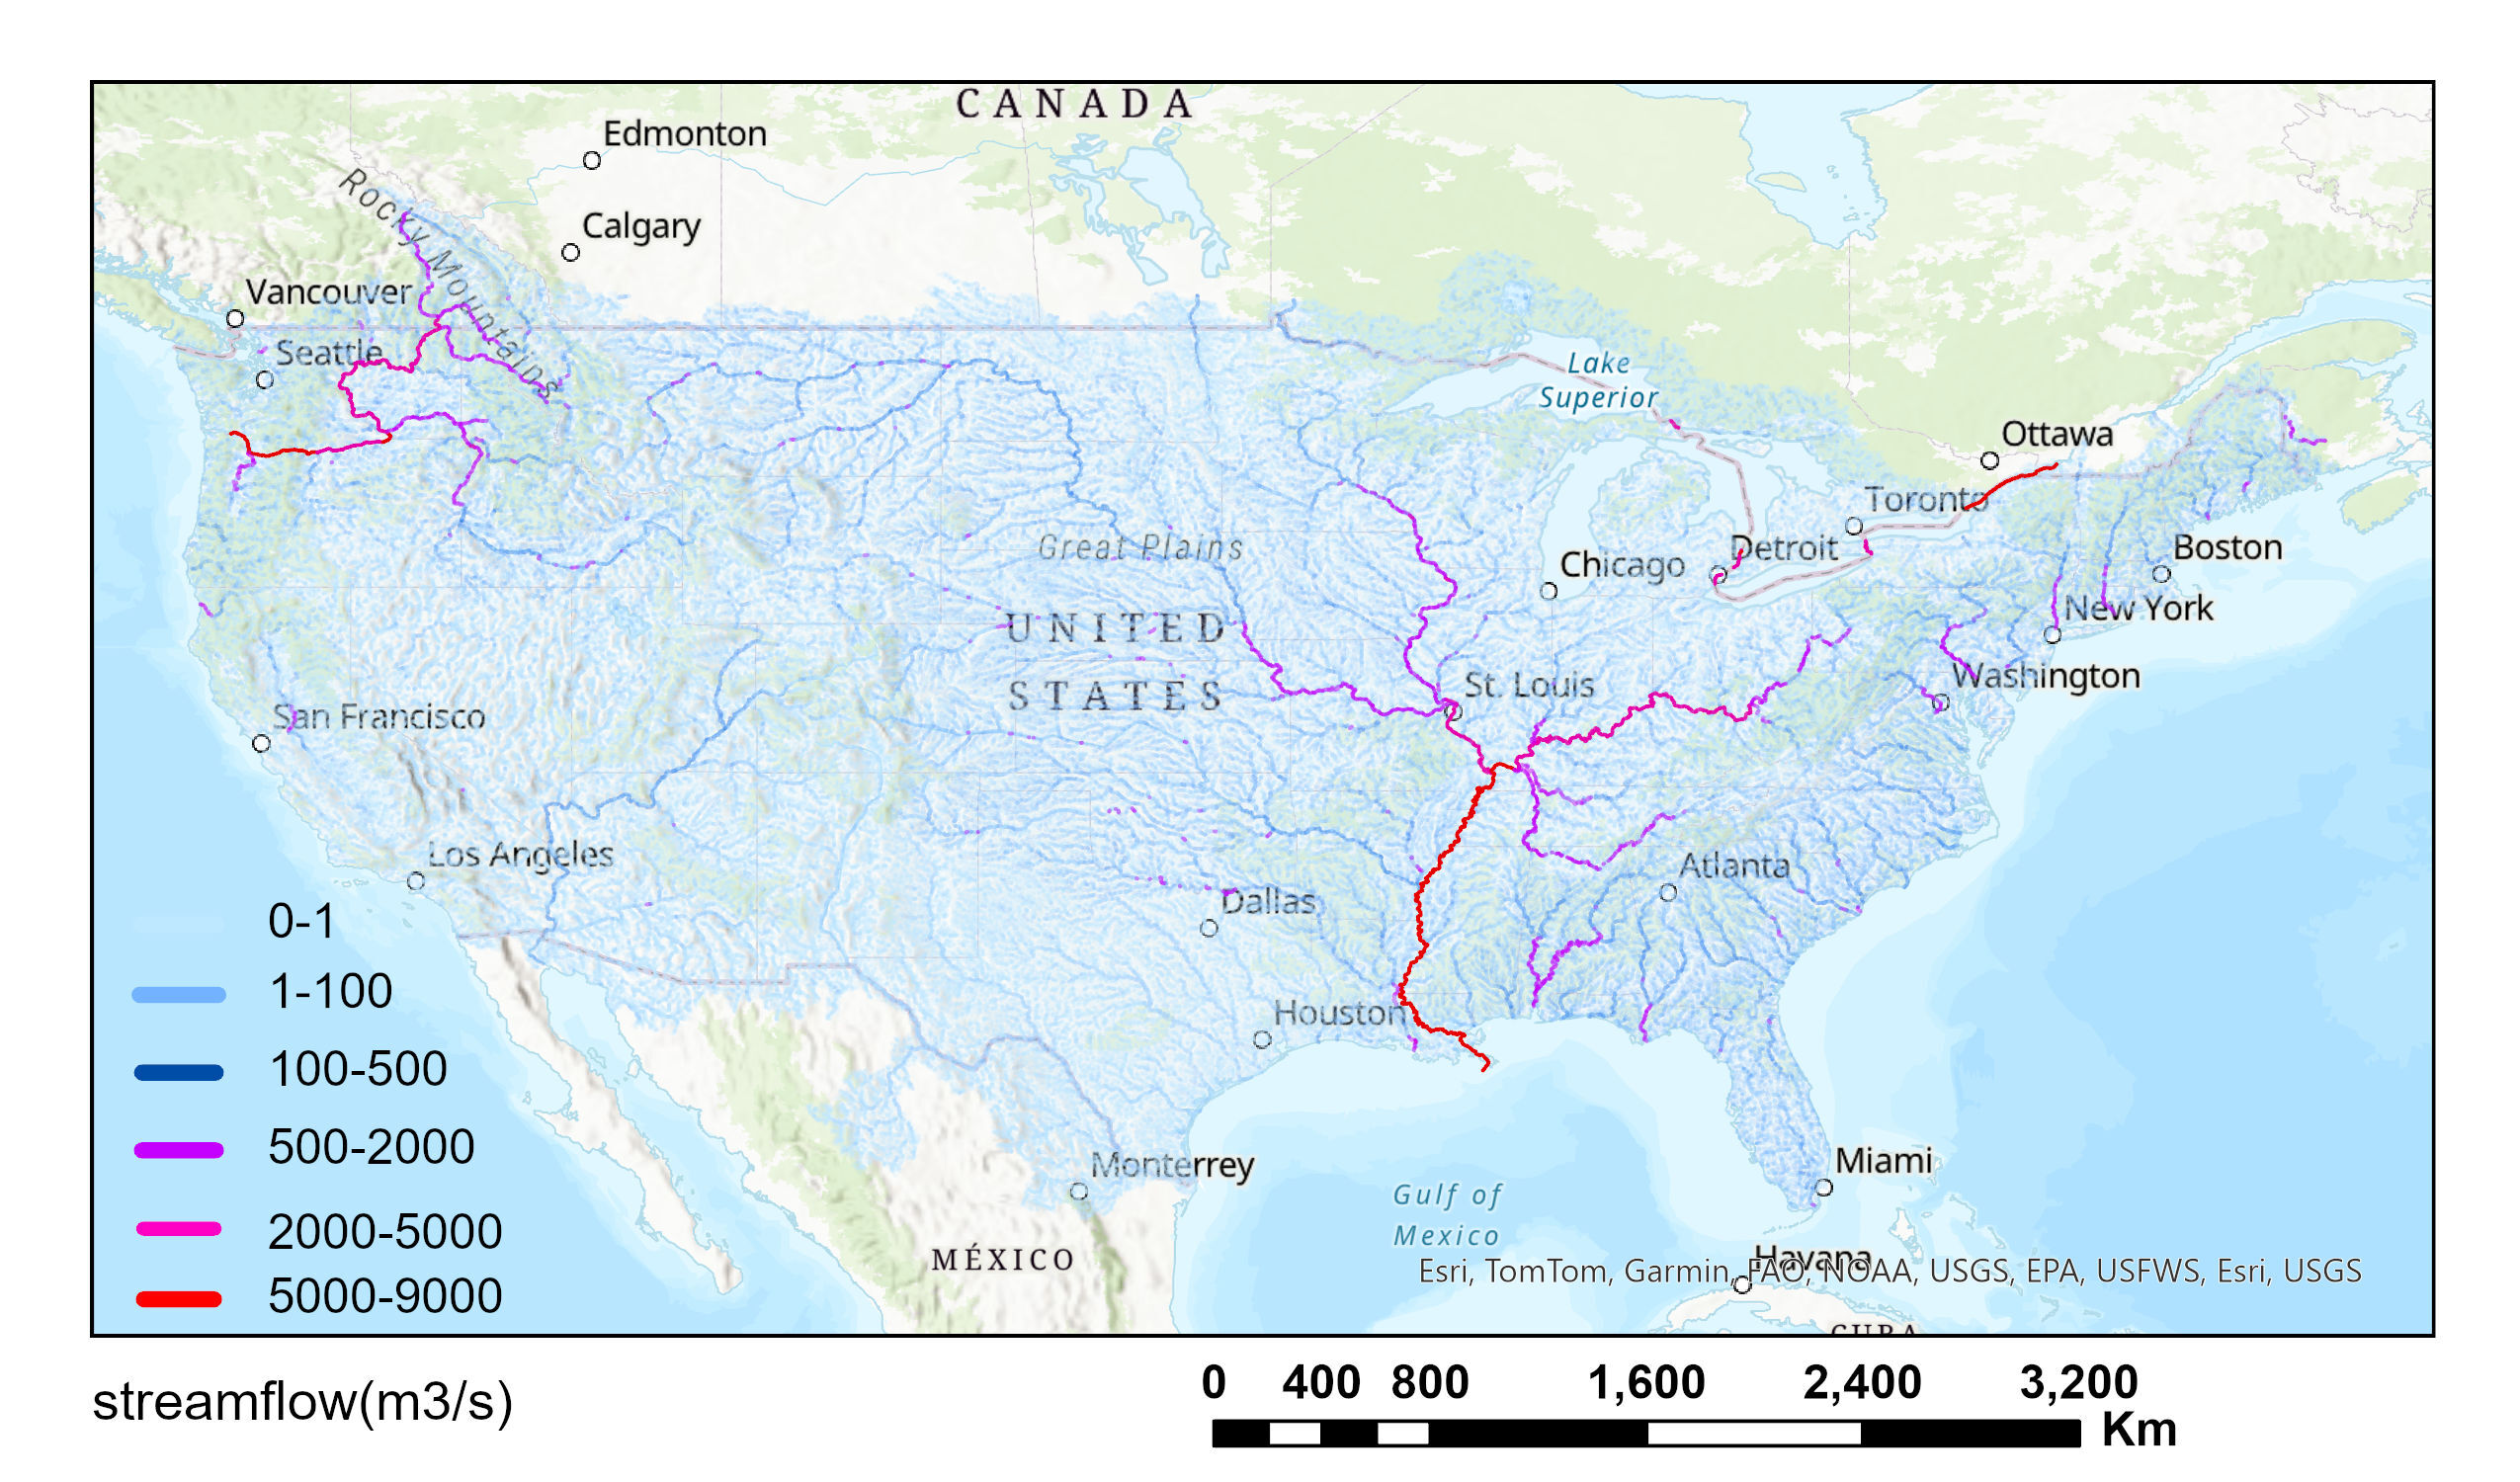 CANADA
Edmonton
Rocky Mountains
Calgary
Vancouver
Seattle
Lake
Superior
Ottawa
Toronto
Great Plains
Chicago
Detroit
Boston
UNITED
New York
STATES
St. Louis
Washington
San Francisco
Los Angeles
Atlanta
Dallas
0-1
1-100
Houston
100-500
500-2000
Monterrey
Miami
Gulf of
Mexico
2000-5000
MÉXICO
Havana
Esri, TomTom, Garmin, FAO, NOAA, USGS, EPA, USFWS, Esri, USGS
5000-9000
CUBA
streamflow(m3/s)
0 400 800 1,600 2,400 3,200
Km